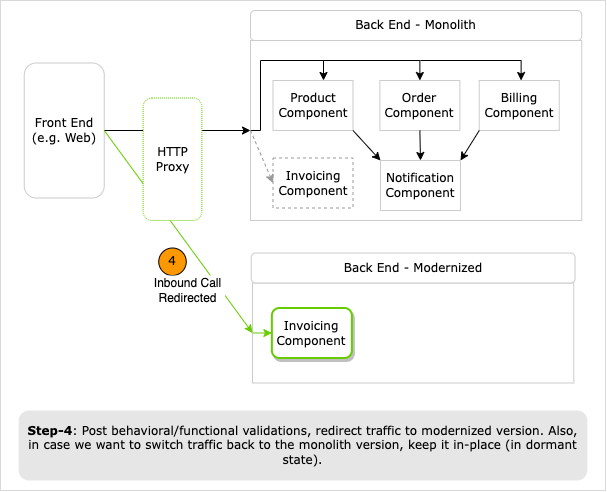 Back End - Monolith
Front End
(e.g. Web)
HTTP
Proxy
Product
Component
Order
Component
Billing
Component
Invoicing
Component
Notification
Component
4
Inbound Call
Redirected
Back End - Modernized
Invoicing
Component
Step-4: Post behavioral/functional validations, redirect traffic to modernized version. Also,
in case we want to switch traffic back to the monolith version, keep it in-place (in dormant
state).